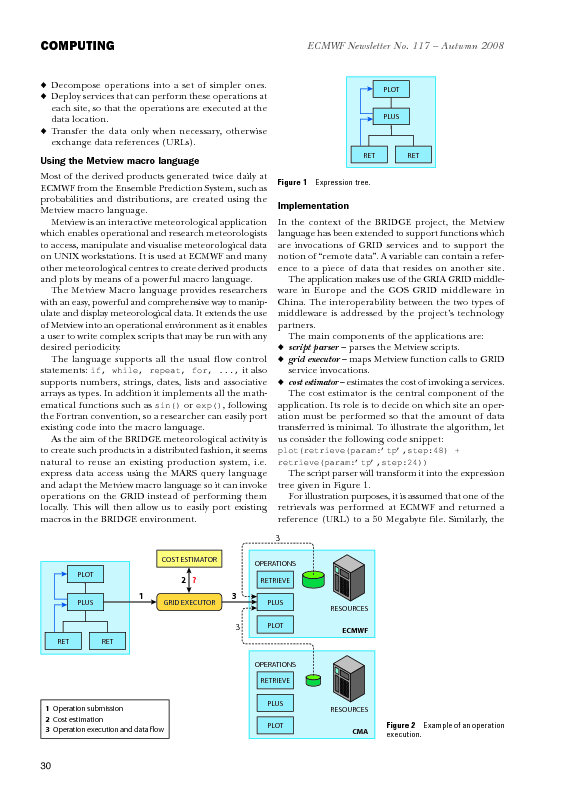 COMPUTING
ECMWF Newsletter No. 117 – Autumn 2008
◆ Decompose operations into a set of simpler ones.
◆ Deploy services that can perform these operations at
each site, so that the operations are executed at the
data location.
◆ Transfer the data only when necessary, otherwise
exchange data references (URLs).
Using the Metview macro language
Most of the derived products generated twice daily at
ECMWF from the Ensemble Prediction System, such as
probabilities and distributions, are created using the
Metview macro language.
Metview is an interactive meteorological application
which enables operational and research meteorologists
to access, manipulate and visualise meteorological data
on UNIX workstations. It is used at ECMWF and many
other meteorological centres to create derived products
and plots by means of a powerful macro language.
The Metview Macro language provides researchers
with an easy, powerful and comprehensive way to manip-
ulate and display meteorological data. It extends the use
of Metview into an operational environment as it enables
a user to write complex scripts that may be run with any
desired periodicity.
The language supports all the usual flow control
statements: if, while, repeat, for, ..., it also
supports numbers, strings, dates, lists and associative
arrays as types. In addition it implements all the math-
ematical functions such as sin() or exp(), following
the Fortran convention, so a researcher can easily port
existing code into the macro language.
As the aim of the BRIDGE meteorological activity is
to create such products in a distributed fashion, it seems
natural to reuse an existing production system, i.e.
express data access using the MARS query language
and adapt the Metview language so it can invoke
operations on the GRID instead of performing them
locally. This will then allow us to easily port existing
macros in the BRIDGE environment.
PLOT
PLUS
RET RET
Figure 1 Expression tree.
Implementation
In the context of the BRIDGE project, the Metview
language has been extended to support functions which
are invocations of GRID services and to support the
notion of "remote data". A variable can contain a refer-
ence to a piece of data that resides on another site.
The application makes use of the GRIA GRID middle-
ware in Europe and the GOS GRID middleware in
China. The interoperability between the two types of
middleware is addressed by the project's technology
partners.
The main components of the applications are:
◆ script parser – parses the Metview scripts.
◆ grid executor – maps Metview function calls to GRID
service invocations.
◆ cost estimator – estimates the cost of invoking a services.
The cost estimator is the central component of the
application. Its role is to decide on which site an oper-
ation must be performed so that the amount of data
transferred is minimal. To illustrate the algorithm, let
us consider the following code snippet:
plot(retrieve(param:'tp',step:48) +
retrieve(param:'tp',step:24))
The script parser will transform it into the expression
tree given in Figure 1.
For illustration purposes, it is assumed that one of the
retrievals was performed at ECMWF and returned a
reference (URL) to a 50 Megabyte file. Similarly, the
PLOT
PLUS
RET RET
1
COST ESTIMATOR
2 ?
GRID EXECUTOR
3
3
3
OPERATIONS
RETRIEVE
PLUS
PLOT
RESOURCES
ECMWF
OPERATIONS
RETRIEVE
PLUS
PLOT
RESOURCES
CMA
1 Operation submission
2 Cost estimation
3 Operation execution and data flow
Figure 2 Example of an operation
execution.
30